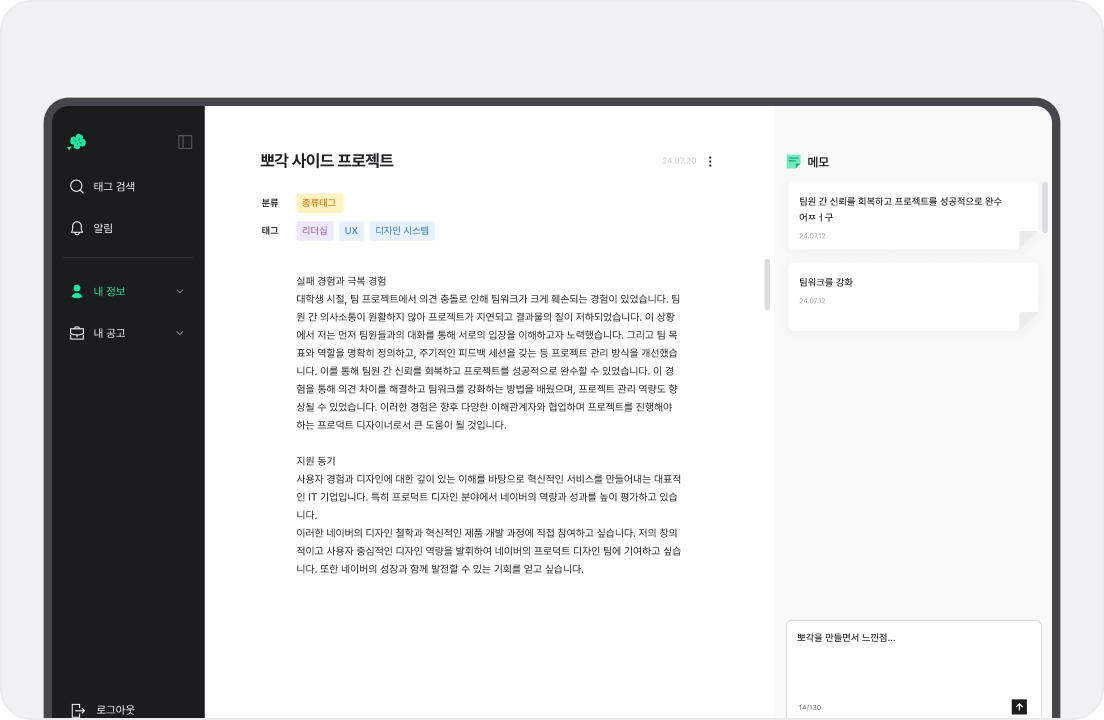 태그 검색
알림
내 정보
내 공고
로그아웃
뽀각 사이드 프로젝트
24.07.20
분류 종류태그
태그 리더십 UX 디자인 시스템
실패 경험과 극복 경험
대학생 시절, 팀 프로젝트에서 의견 충돌로 인해 팀워크가 크게 훼손되는 경험이 있었습니다. 팀
원 간 의사소통이 원활하지 않아 프로젝트가 지연되고 결과물의 질이 저하되었습니다. 이 상황
에서 저는 먼저 팀원들과의 대화를 통해 서로의 입장을 이해하고자 노력했습니다. 그리고 팀 목
표와 역할을 명확히 정의하고, 주기적인 피드백 세션을 갖는 등 프로젝트 관리 방식을 개선했습
니다. 이를 통해 팀원 간 신뢰를 회복하고 프로젝트를 성공적으로 완수할 수 있었습니다. 이 경
험을 통해 의견 차이를 해결하고 팀워크를 강화하는 방법을 배웠으며, 프로젝트 관리 역량도 향
상될 수 있었습니다. 이러한 경험은 향후 다양한 이해관계자와 협업하며 프로젝트를 진행해야
하는 프로덕트 디자이너로서 큰 도움이 될 것입니다.
지원 동기
사용자 경험과 디자인에 대한 깊이 있는 이해를 바탕으로 혁신적인 서비스를 만들어내는 대표적
인 IT 기업입니다. 특히 프로덕트 디자인 분야에서 네이버의 역량과 성과를 높이 평가하고 있습
니다.
이러한 네이버의 디자인 철학과 혁신적인 제품 개발 과정에 직접 참여하고 싶습니다. 저의 창의
적이고 사용자 중심적인 디자인 역량을 발휘하여 네이버의 프로덕트 디자인 팀에 기여하고 싶습
니다. 또한 네이버의 성장과 함께 발전할 수 있는 기회를 얻고 싶습니다.
메모
팀원 간 신뢰를 회복하고 프로젝트를 성공적으로 완수
어ㅉㅓ구
24.07.12
팀워크를 강화
24.07.12
뽀각을 만들면서 느낀점...
14/130